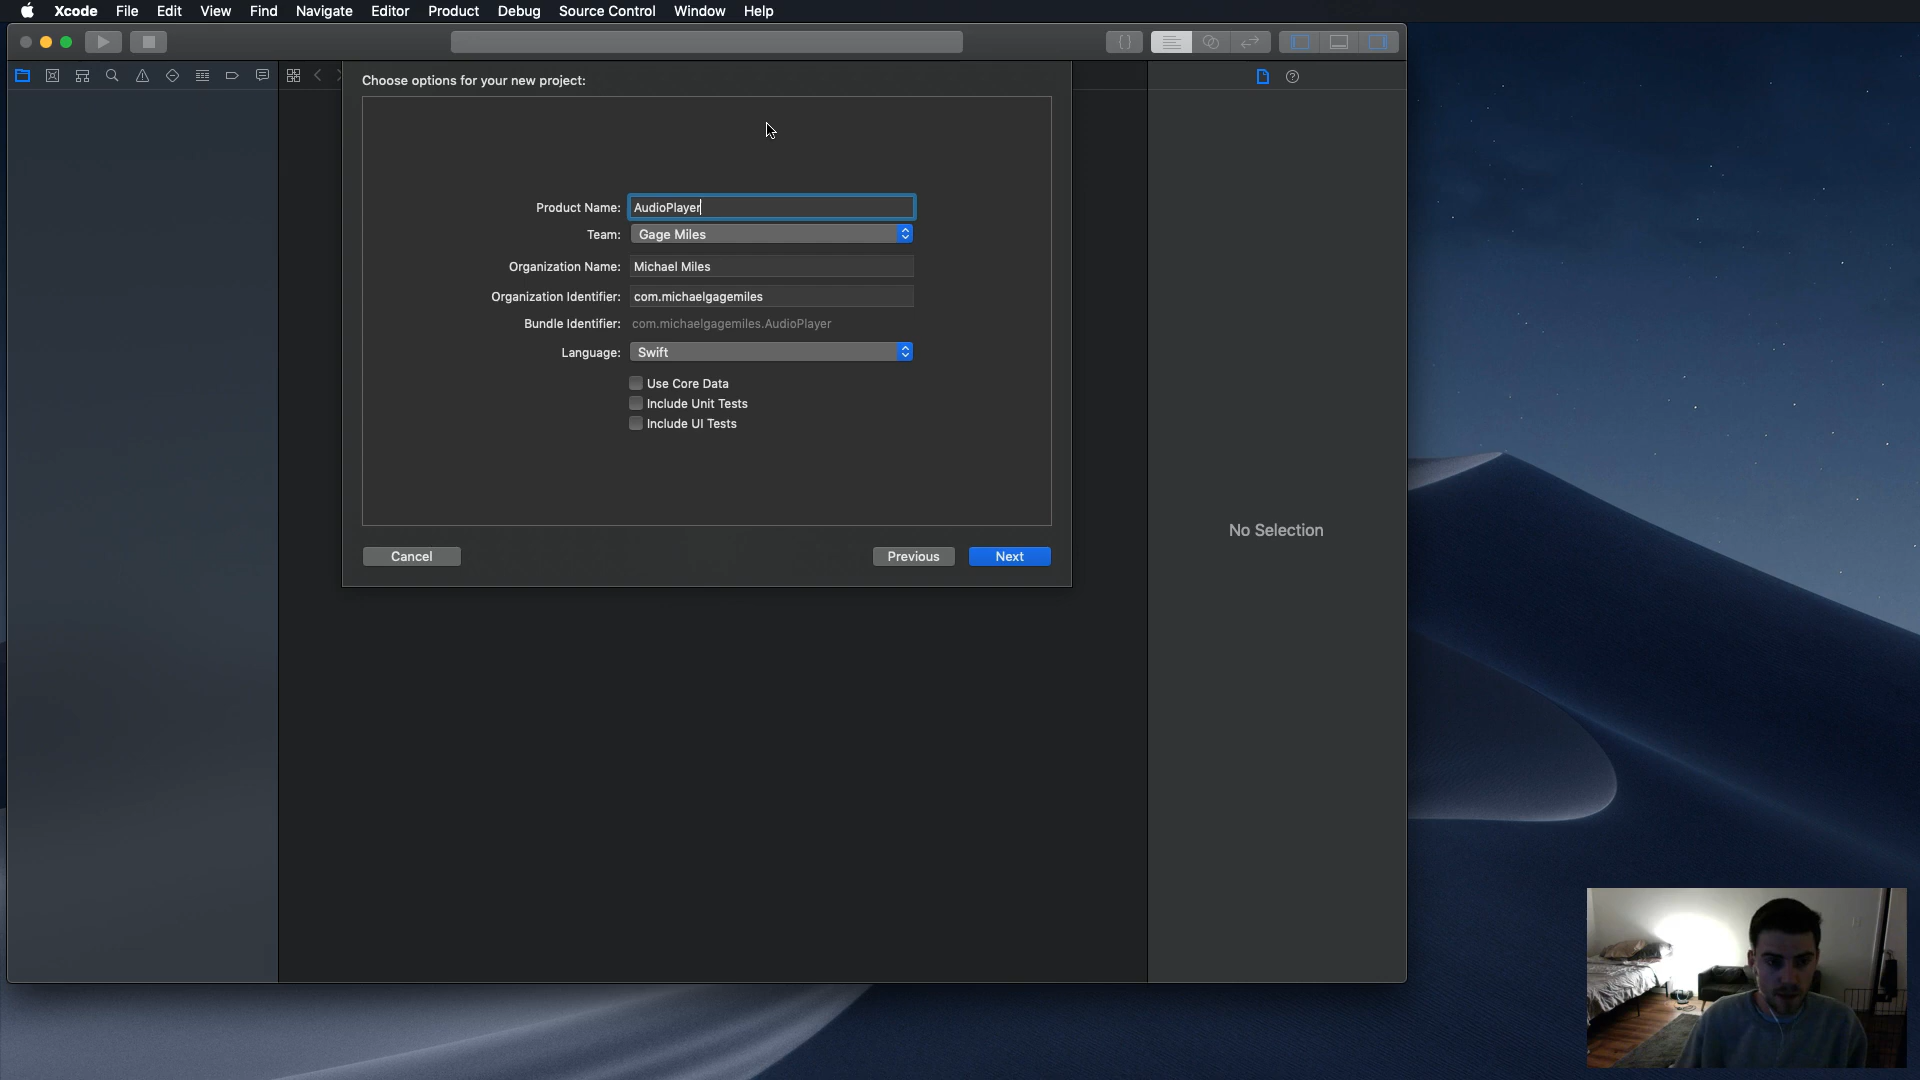 Xcode File Edit View Find Navigate Editor Product Debug Source Control Window Help
Choose options for your new project:
Product Name: AudioPlayer
Team: Gage Miles
Organization Name: Michael Miles
Organization Identifier: com.michaelgagemiles
Bundle Identifier: com.michaelgagemiles.AudioPlayer
Language: Swift
Use Core Data
Include Unit Tests
Include UI Tests
No Selection
Cancel Previous Next